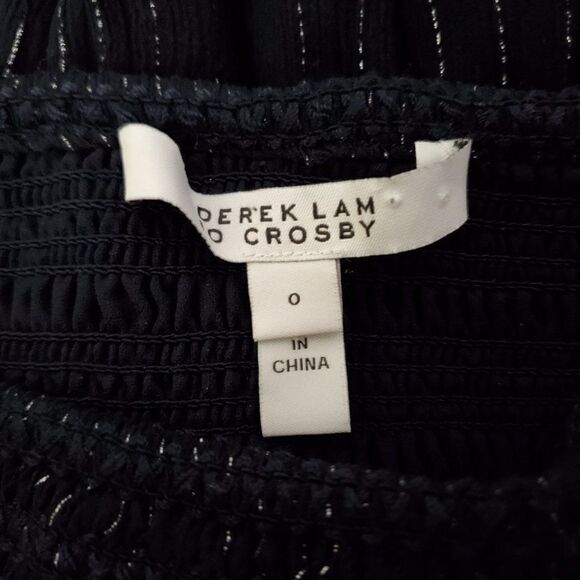 DEREK LAM
CROSBY
0
IN
CHINA